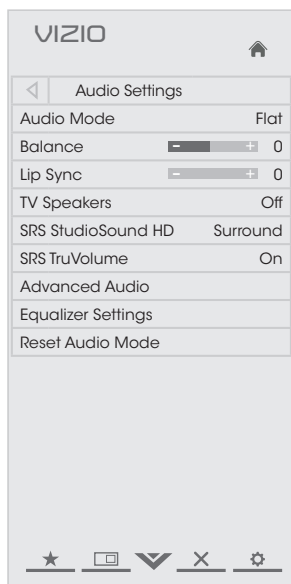 VIZIO
Audio Settings
Audio Mode Flat
Balance - + 0
Lip Sync - + 0
TV Speakers Off
SRS StudioSound HD Surround
SRS TruVolume On
Advanced Audio
Equalizer Settings
Reset Audio Mode